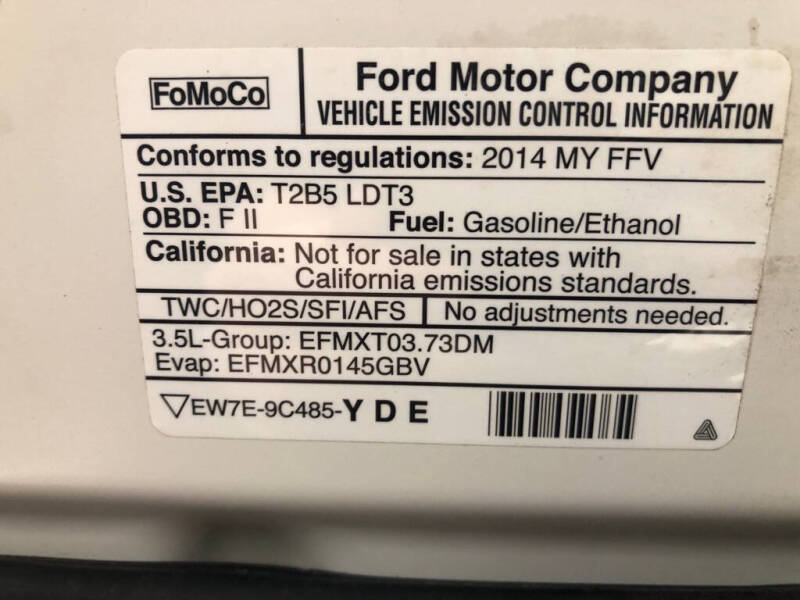 FoMoCo
Ford Motor Company
VEHICLE EMISSION CONTROL INFORMATION
Conforms to regulations: 2014 MY FFV
U.S. EPA: T2B5 LDT3
OBD: F II Fuel: Gasoline/Ethanol
California: Not for sale in states with
California emissions standards.
TWC/HO2S/SFI/AFS No adjustments needed.
3.5L-Group: EFMXT03.73DM
Evap: EFMXR0145GBV
EW7E-9C485-Y D E